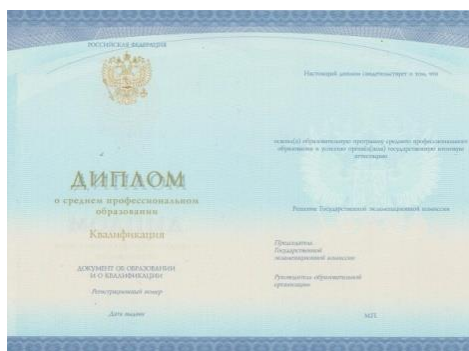 РОССИЙСКАЯ ФЕДЕРАЦИЯ
ДИПЛОМ
о среднем профессиональном
образовании
Квалификация
ДОКУМЕНТ ОБ ОБРАЗОВАНИИ
И О КВАЛИФИКАЦИИ
Регистрационный номер
Дата выдачи
Настоящий диплом свидетельствует о том, что
освоил(а) образовательную программу среднего профессионального
образования и успешно прошёл(шла) государственную итоговую
аттестацию
Решение Государственной экзаменационной комиссии
Председатель
Государственной
экзаменационной комиссии
Руководитель образовательной
организации
М.П.